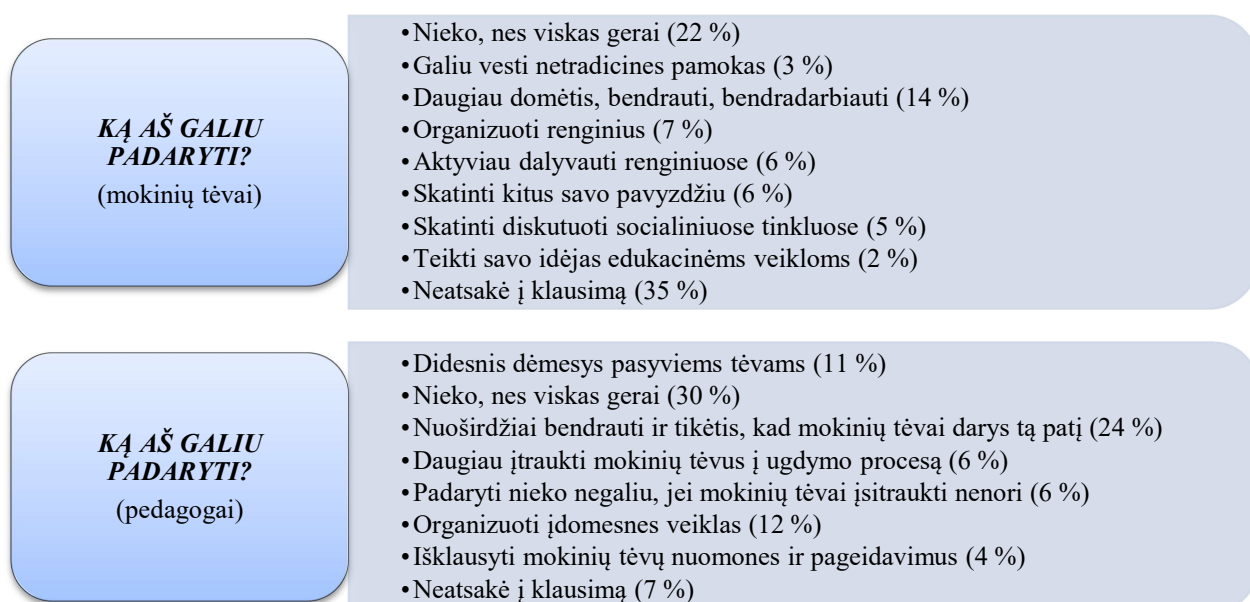 KĄ AŠ GALIU
PADARYTI?
(mokinių tėvai)
•Nieko, nes viskas gerai (22 %)
•Galiu vesti netradicines pamokas (3 %)
•Daugiau domėtis, bendrauti, bendradarbiauti (14 %)
•Organizuoti renginius (7 %)
•Aktyviau dalyvauti renginiuose (6 %)
•Skatinti kitus savo pavyzdžiu (6 %)
•Skatinti diskutuoti socialiniuose tinkluose (5 %)
•Teikti savo idėjas edukacinėms veikloms (2 %)
•Neatsakė į klausimą (35 %)
KĄ AŠ GALIU
PADARYTI?
(pedagogai)
•Didesnis dėmesys pasyviems tėvams (11 %)
•Nieko, nes viskas gerai (30 %)
•Nuoširdžiai bendrauti ir tikėtis, kad mokinių tėvai darys tą patį (24 %)
•Daugiau įtraukti mokinių tėvus į ugdymo procesą (6 %)
•Padaryti nieko negaliu, jei mokinių tėvai įsitraukti nenori (6 %)
•Organizuoti įdomesnes veiklas (12 %)
•Išklausyti mokinių tėvų nuomones ir pageidavimus (4 %)
•Neatsakė į klausimą (7 %)